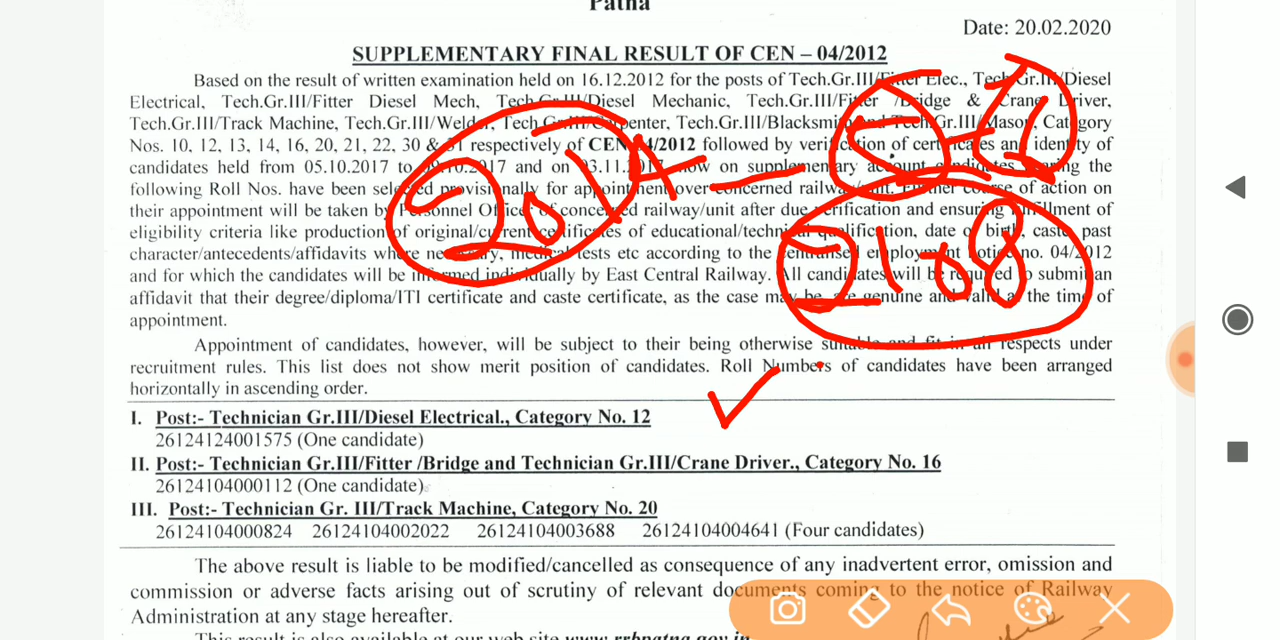 Patna
Date: 20.02.2020
SUPPLEMENTARY FINAL RESULT OF CEN – 04/2012
Based on the result of written examination held on 16.12.2012 for the posts of Tech.Gr.III/Fitter Elec., Tech.Gr.III/Diesel
Electrical, Tech.Gr.III/Fitter Diesel Mech, Tech.Gr.III/Diesel Mechanic, Tech.Gr.III/Fitter /Bridge & Crane Driver,
Tech.Gr.III/Track Machine, Tech.Gr.III/Welder, Tech.Gr.III/Carpenter, Tech.Gr.III/Blacksmith and Tech.Gr.III/Mason, Category
Nos. 10, 12, 13, 14, 16, 20, 21, 22, 30 & 31 respectively of CEN 04/2012 followed by verification of certificates and identity of
candidates held from 05.10.2017 to 2017 and on 03.11. now on supplementary account candidates bearing the
following Roll Nos. have been selected provisionally for appointment over concerned railway/unit. Further course of action on
their appointment will be taken by Personnel Officer of concerned railway/unit after due verification and ensuring fulfillment of
eligibility criteria like production of original/current certificates of educational/technical qualification, date of birth, caste, past
character/antecedents/affidavits where necessary, medical tests etc according to the centralised employment notice no. 04/2012
and for which the candidates will be informed individually by East Central Railway. All candidates will be required to submit an
affidavit that their degree/diploma/ITI certificate and caste certificate, as the case may be are genuine and valid at the time of
appointment.
Appointment of candidates, however, will be subject to their being otherwise suitable and fit in all respects under
recruitment rules. This list does not show merit position of candidates. Roll Numbers of candidates have been arranged
horizontally in ascending order.
I. Post:- Technician Gr.III/Diesel Electrical., Category No. 12
26124124001575 (One candidate)
II. Post:- Technician Gr.III/Fitter /Bridge and Technician Gr.III/Crane Driver., Category No. 16
26124104000112 (One candidate)
III. Post:- Technician Gr. III/Track Machine, Category No. 20
26124104000824 26124104002022 26124104003688 26124104004641 (Four candidates)
The above result is liable to be modified/cancelled as consequence of any inadvertent error, omission and
commission or adverse facts arising out of scrutiny of relevant documents coming to the notice of Railway
Administration at any stage hereafter.
This result is also available at our web site www.rrbpatna.gov.in
2014
2168